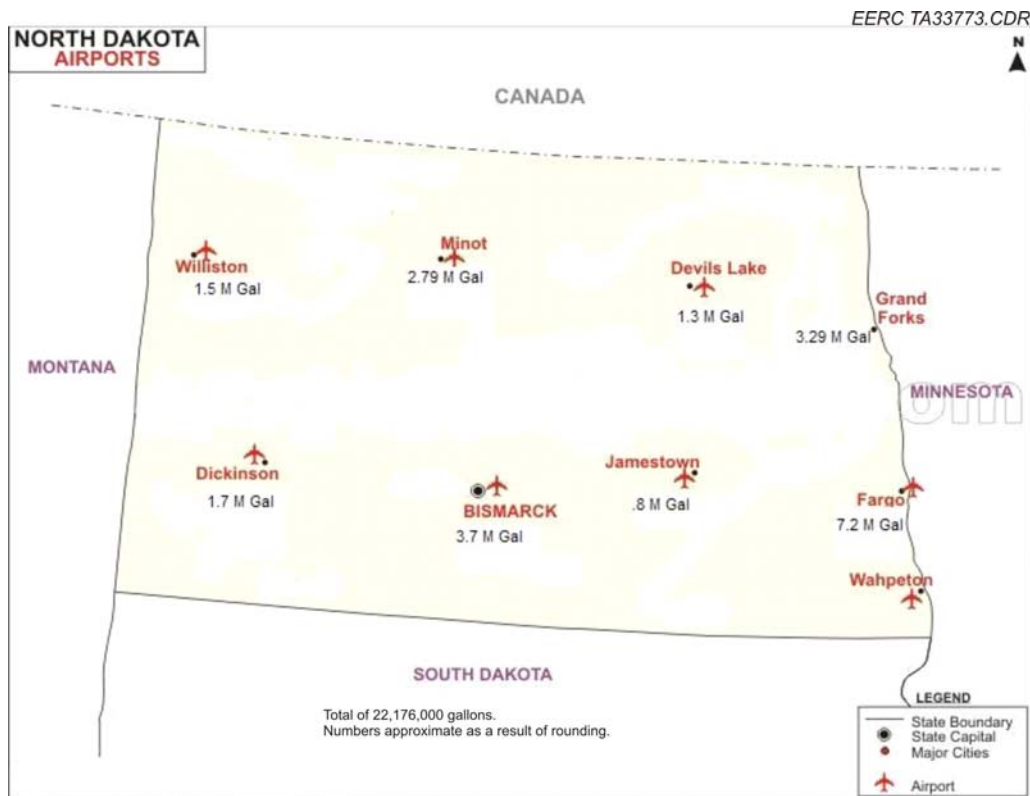 EERC TA33773.CDR
NORTH DAKOTA
AIRPORTS
N
CANADA
Minot
Williston
2.79 M Gal
1.5 M Gal
Devils Lake
1.3 M Gal
Grand
Forks
3.29 M Gal
MONTANA
MINNESOTA
om
Dickinson
1.7 M Gal
BISMARCK
3.7 M Gal
Jamestown
.8 M Gal
Fargo
7.2 M Gal
Wahpeton
SOUTH DAKOTA
Total of 22,176,000 gallons.
Numbers approximate as a result of rounding.
LEGEND
State Boundary
State Capital
Major Cities
Airport